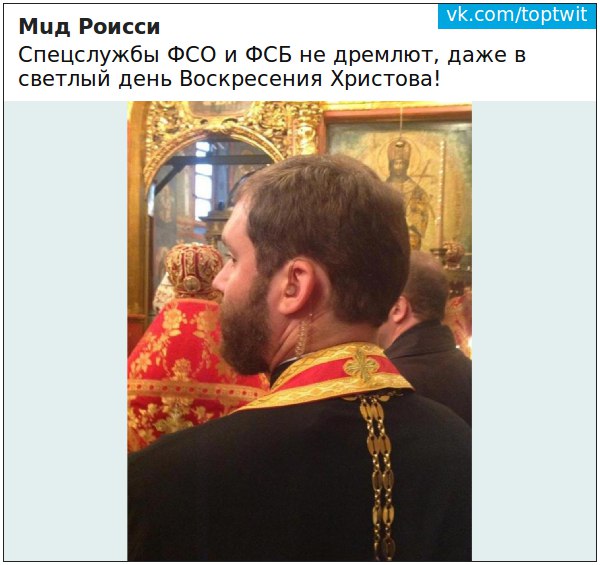 vk.com/toptwit
Мид Роисси
Спецслужбы ФСО и ФСБ не дремлют, даже в
светлый день Воскресения Христова!